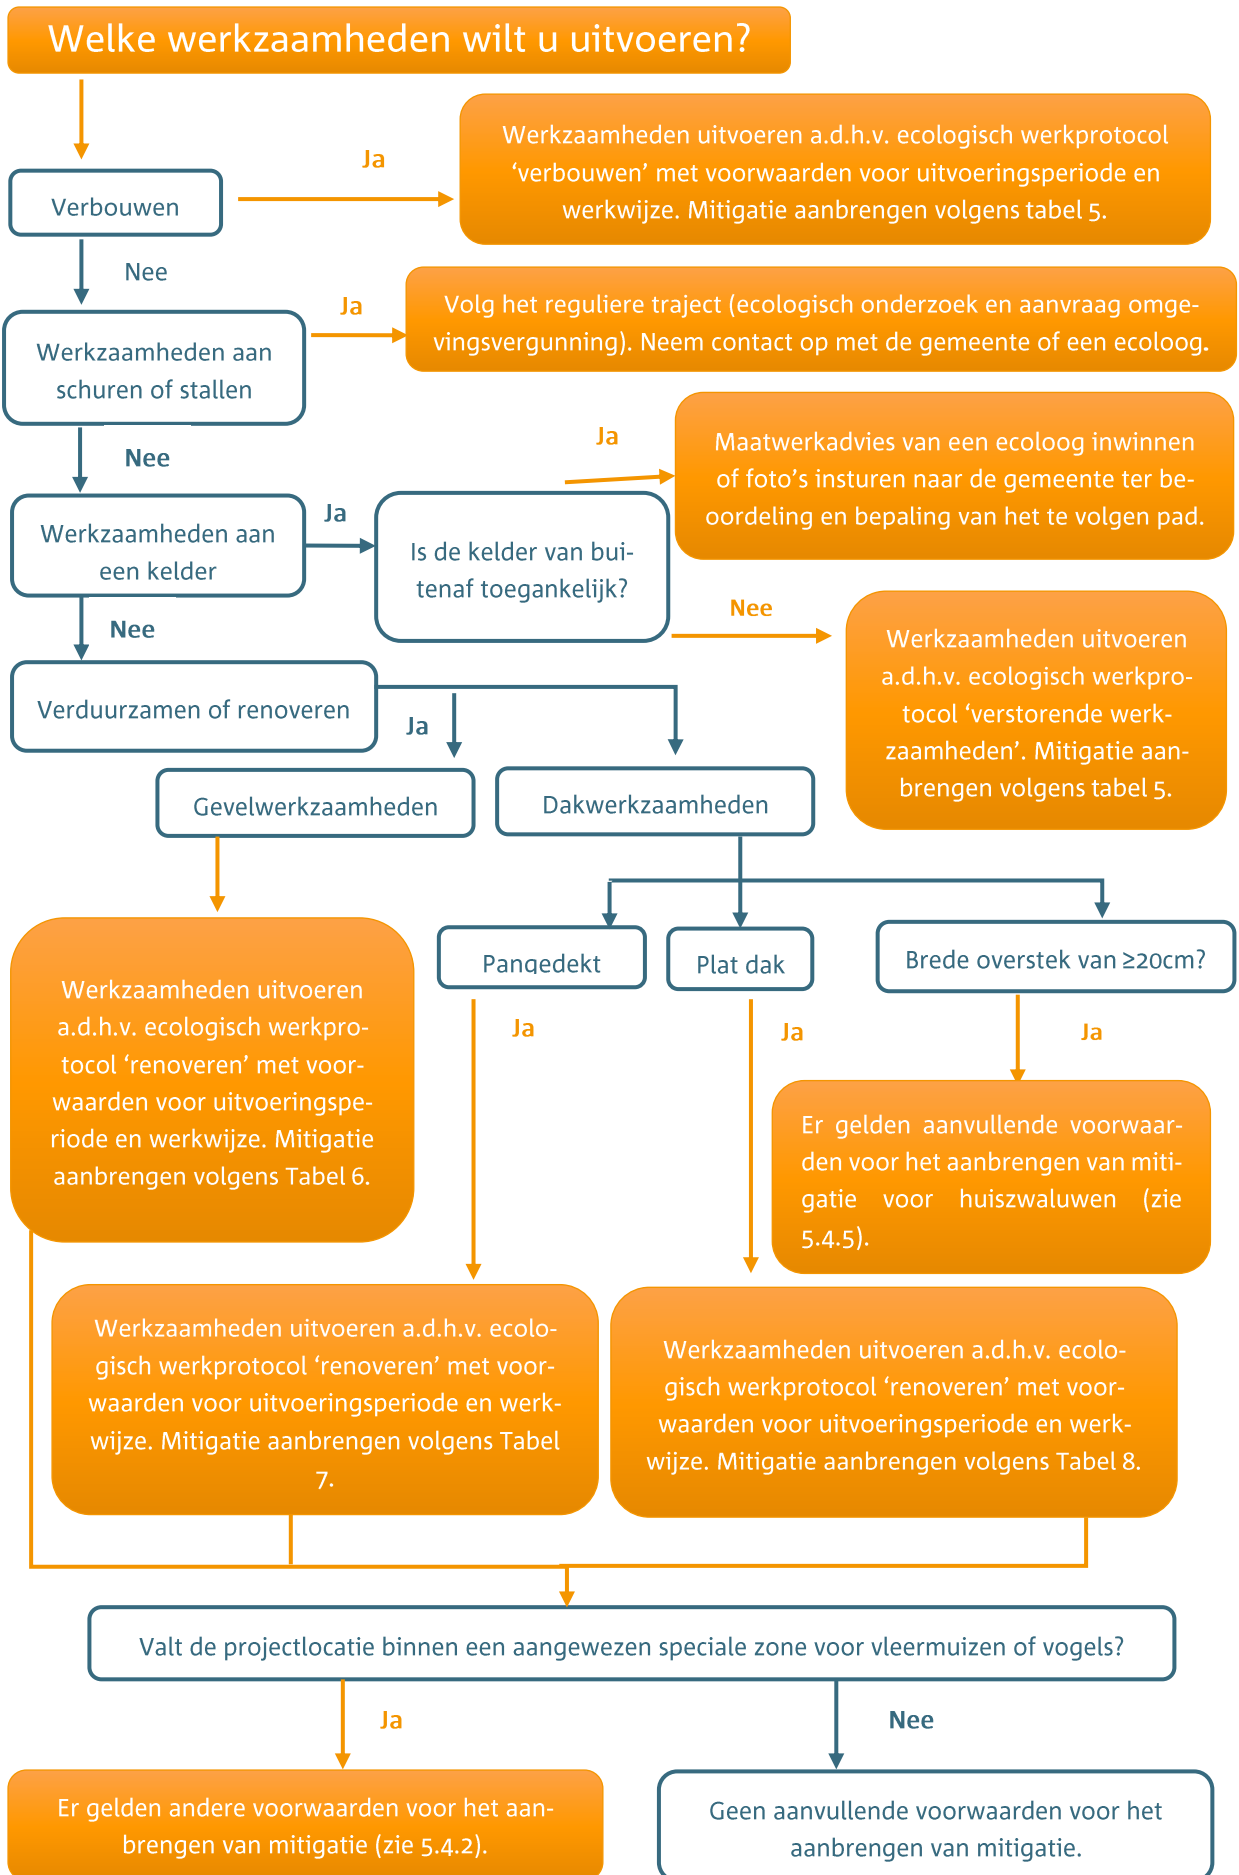 Welke werkzaamheden wilt u uitvoeren?
Ja
Werkzaamheden uitvoeren a.d.h.v. ecologisch werkprotocol
‘verbouwen’ met voorwaarden voor uitvoeringsperiode en
werkwijze. Mitigatie aanbrengen volgens tabel 5.
Verbouwen
Nee
Ja
Volg het reguliere traject (ecologisch onderzoek en aanvraag omge-
vingsvergunning). Neem contact op met de gemeente of een ecoloog.
Werkzaamheden aan
schuren of stallen
Nee
Ja
Maatwerkadvies van een ecoloog inwinnen
of foto’s insturen naar de gemeente ter be-
oordeling en bepaling van het te volgen pad.
Werkzaamheden aan
een kelder
Ja
Is de kelder van bui-
tenaf toegankelijk?
Nee
Nee
Werkzaamheden uitvoeren
a.d.h.v. ecologisch werkpro-
tocol ‘verstorende werk-
zaamheden’. Mitigatie aan-
brengen volgens tabel 5.
Verduurzamen of renoveren
Ja
Gevelwerkzaamheden
Dakwerkzaamheden
Pangedekt
Plat dak
Brede overstek van ≥20cm?
Werkzaamheden uitvoeren
a.d.h.v. ecologisch werkpro-
tocol ‘renoveren’ met voor-
waarden voor uitvoeringspe-
riode en werkwijze. Mitigatie
aanbrengen volgens Tabel 6.
Ja
Ja
Ja
Er gelden aanvullende voorwaar-
den voor het aanbrengen van miti-
gatie voor huiszwaluwen (zie
5.4.5).
Werkzaamheden uitvoeren a.d.h.v. ecolo-
gisch werkprotocol ‘renoveren’ met voor-
waarden voor uitvoeringsperiode en werk-
wijze. Mitigatie aanbrengen volgens Tabel
7.
Werkzaamheden uitvoeren a.d.h.v. ecolo-
gisch werkprotocol ‘renoveren’ met voor-
waarden voor uitvoeringsperiode en werk-
wijze. Mitigatie aanbrengen volgens Tabel 8.
Valt de projectlocatie binnen een aangewezen speciale zone voor vleermuizen of vogels?
Ja
Nee
Er gelden andere voorwaarden voor het aan-
brengen van mitigatie (zie 5.4.2).
Geen aanvullende voorwaarden voor het
aanbrengen van mitigatie.